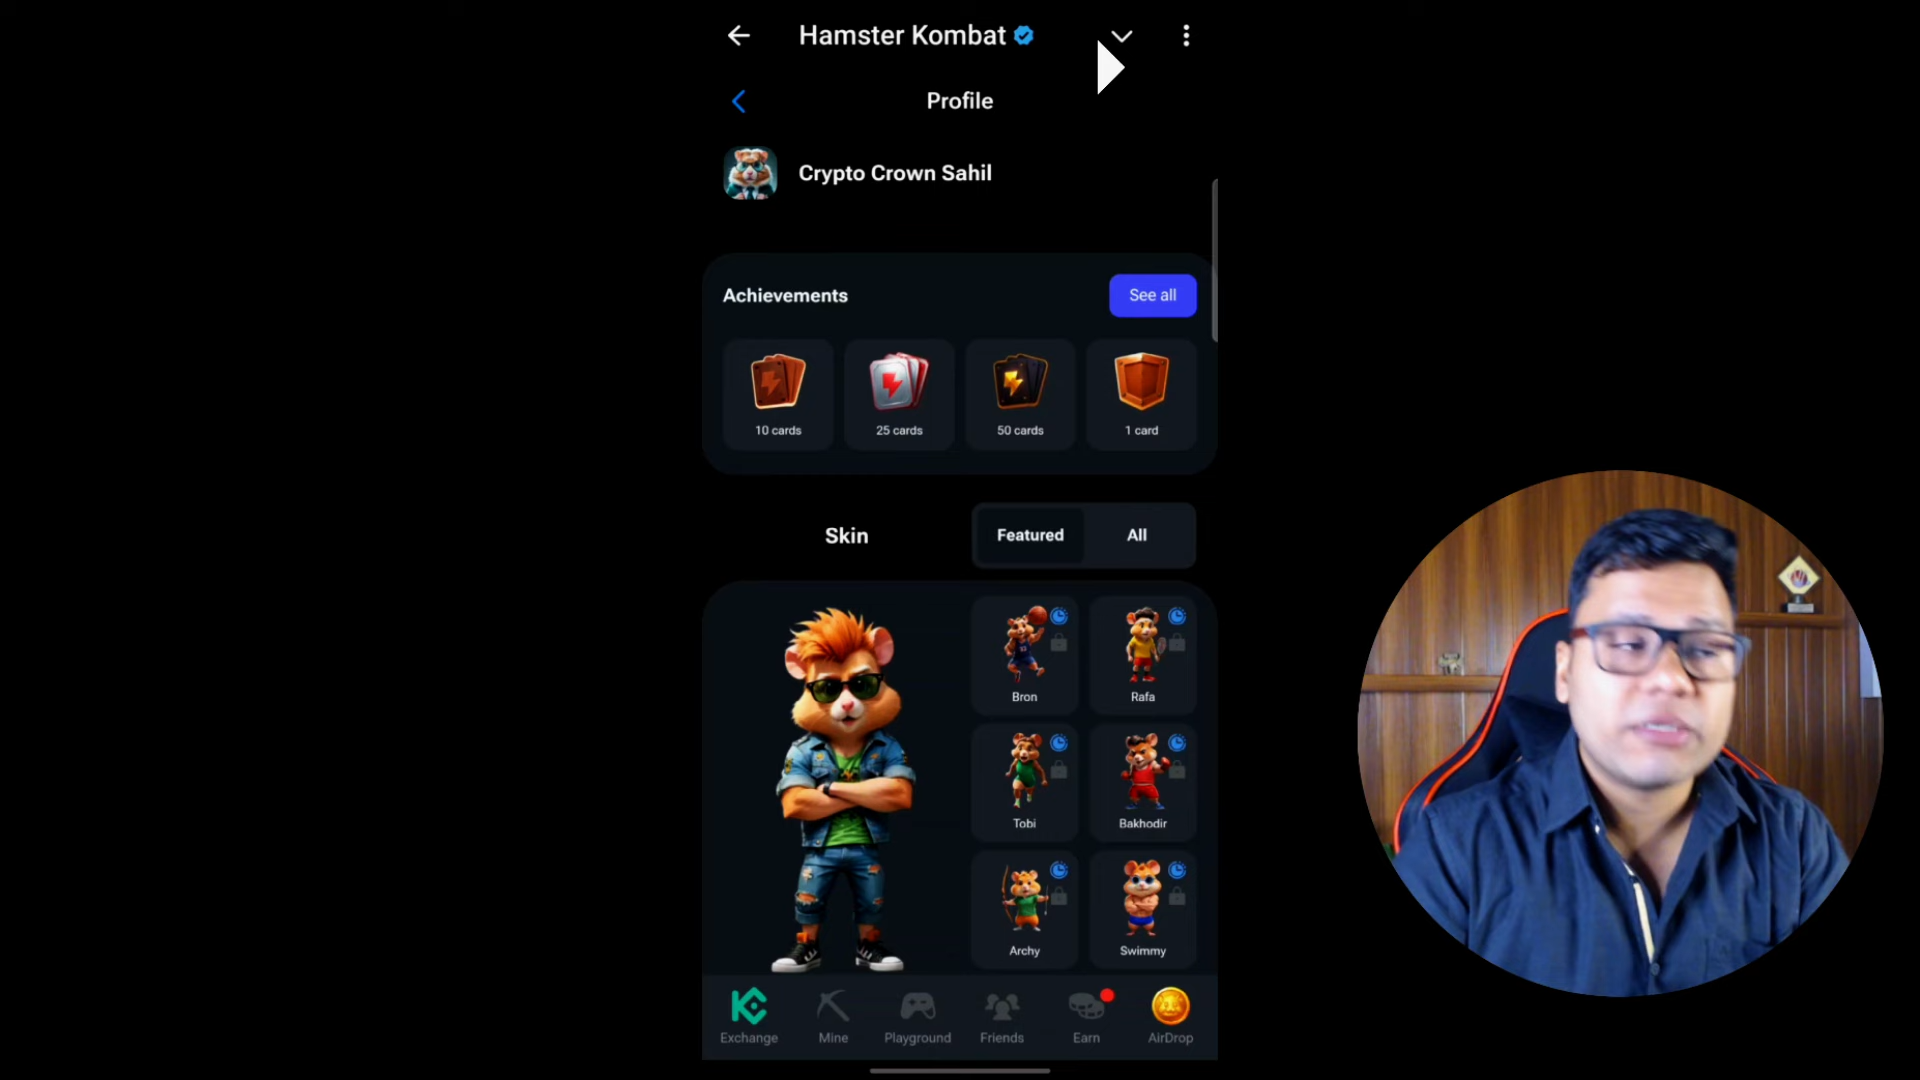 Hamster Kombat
Profile
Crypto Crown Sahil
Achievements
See all
10 cards
25 cards
50 cards
1 card
Skin
Featured
All
Bron
Rafa
Tobi
Bakhodir
Archy
Swimmy
Exchange
Mine
Playground
Friends
Earn
AirDrop